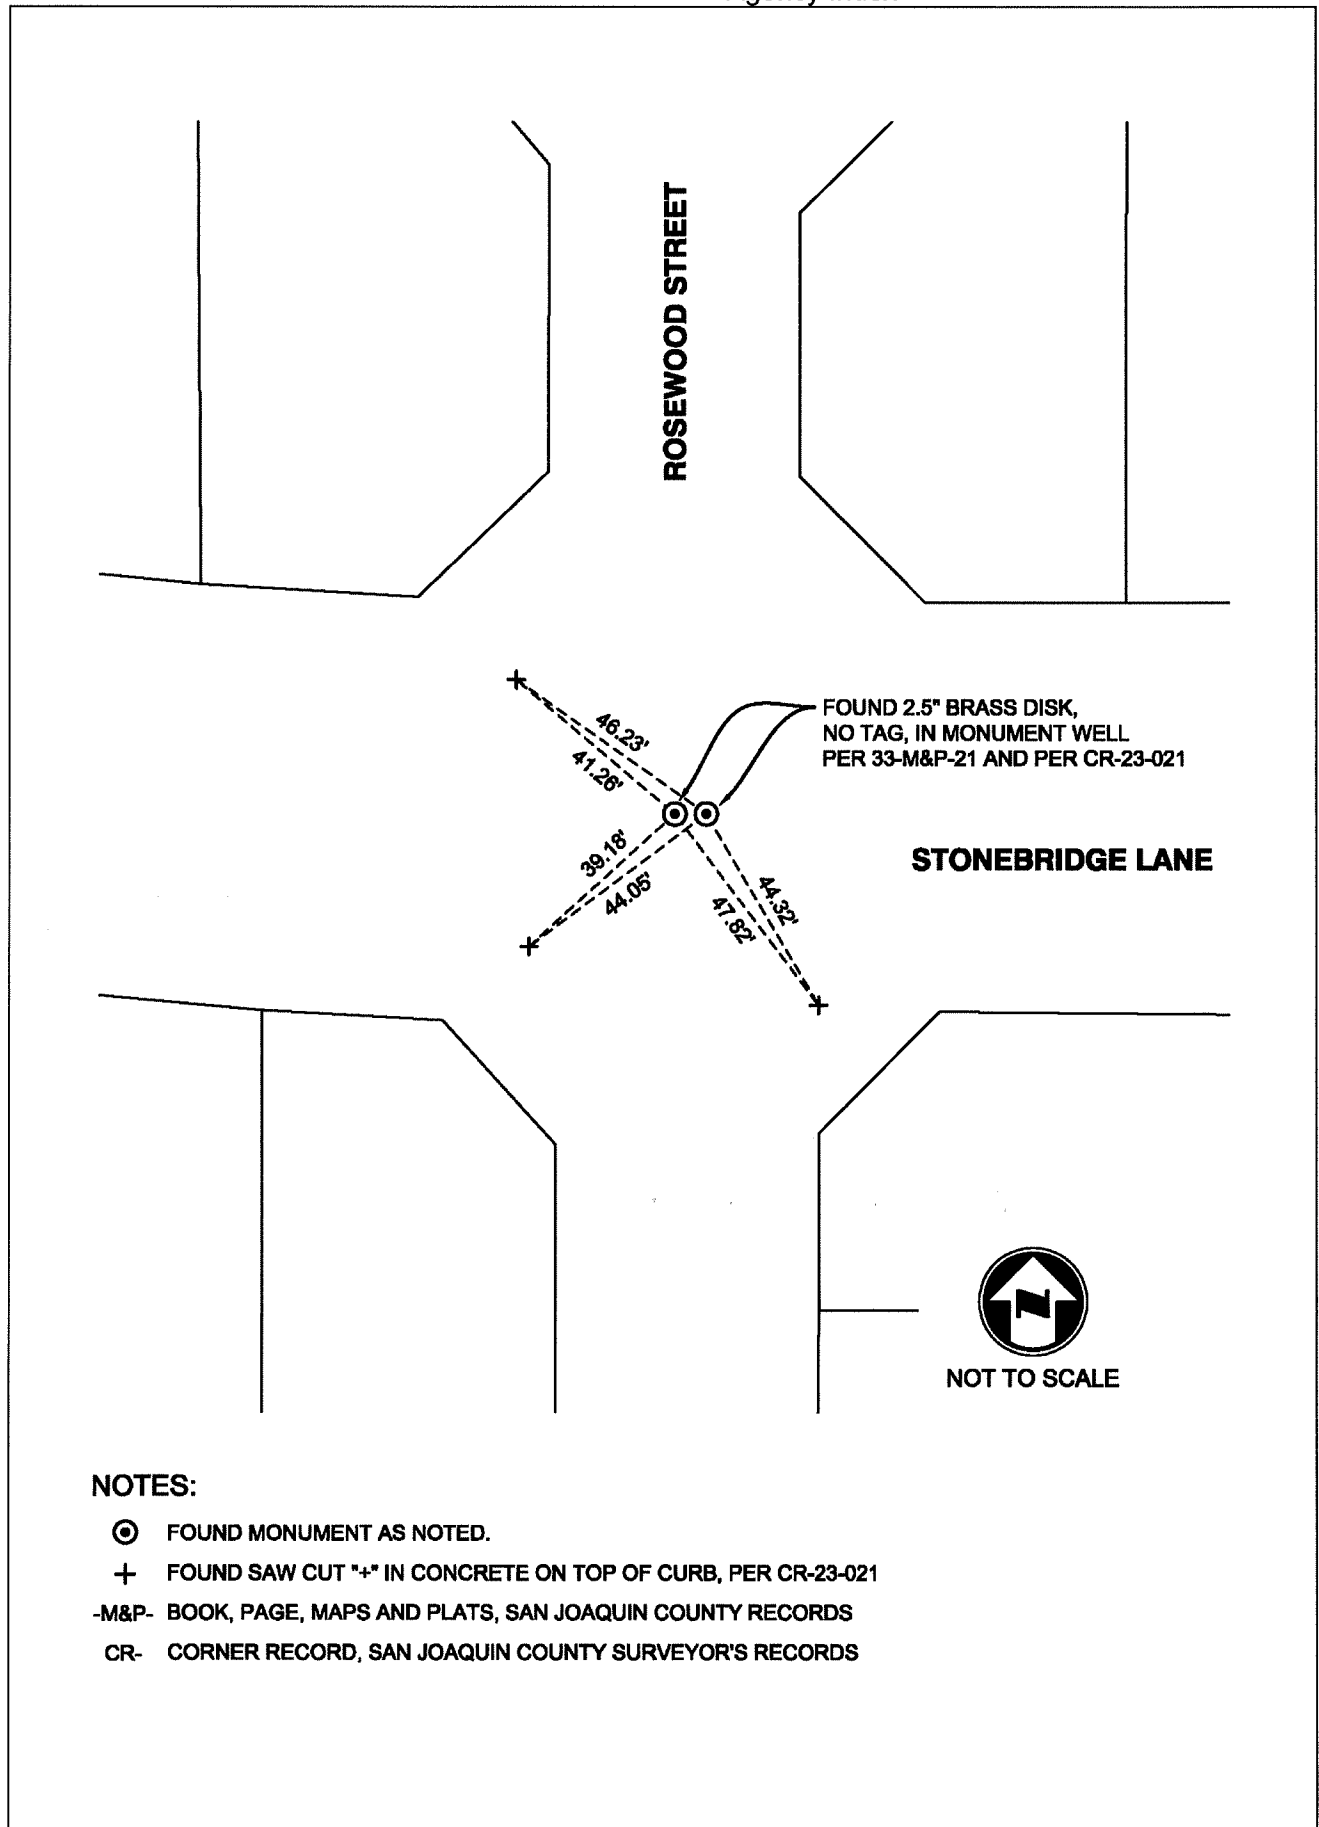 ROSEWOOD STREET
46.23'
41.26'
FOUND 2.5" BRASS DISK,
NO TAG, IN MONUMENT WELL
PER 33-M&P-21 AND PER CR-23-021
39.18'
44.05'
44.32'
47.82'
STONEBRIDGE LANE
N
NOT TO SCALE
NOTES:
FOUND MONUMENT AS NOTED.
+ FOUND SAW CUT "+" IN CONCRETE ON TOP OF CURB, PER CR-23-021
-M&P- BOOK, PAGE, MAPS AND PLATS, SAN JOAQUIN COUNTY RECORDS
CR- CORNER RECORD, SAN JOAQUIN COUNTY SURVEYOR'S RECORDS